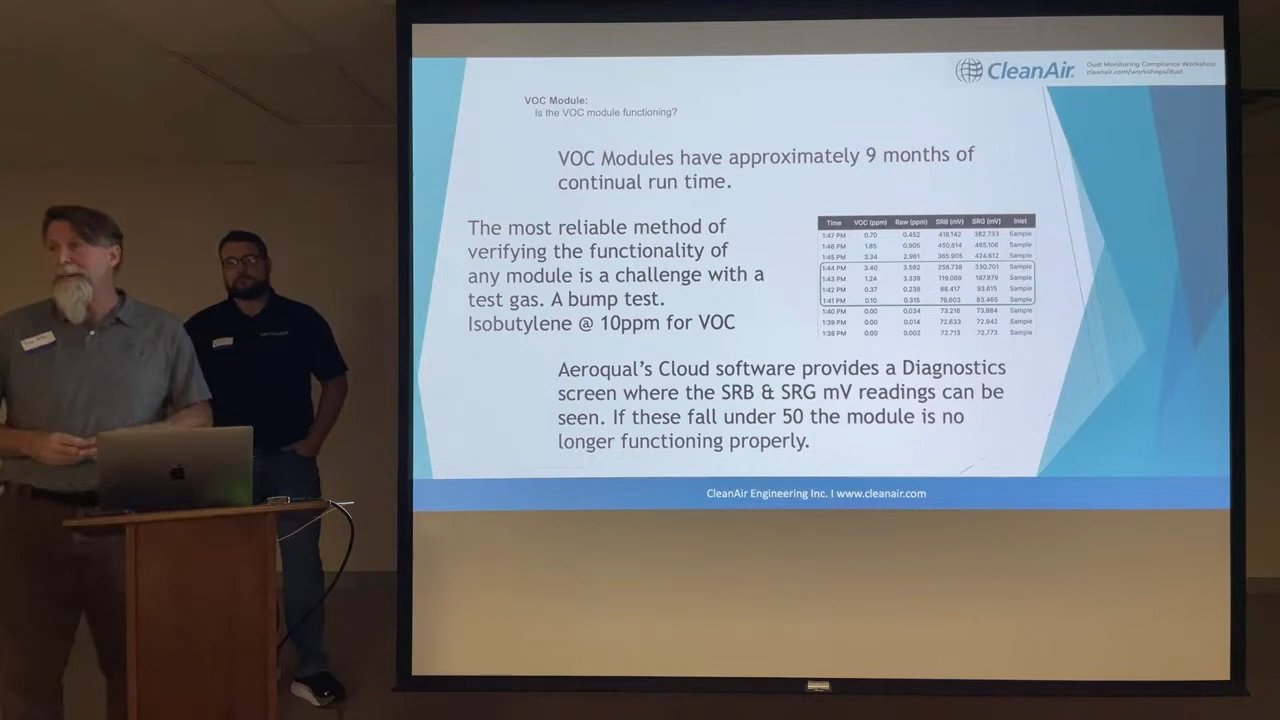 CleanAir.
Dust Monitoring Compliance Workshop
cleanair.com/workshops/dust
VOC Module:
Is the VOC module functioning?
VOC Modules have approximately 9 months of
continual run time.
The most reliable method of
verifying the functionality of
any module is a challenge with a
test gas. A bump test.
Isobutylene @ 10ppm for VOC
Time VOC (ppm) Raw (ppm) SRB (mV) SRG (mV) Inlet
1:47 PM 0.70 0.452 418.142 382.733 Sample
1:46 PM 1.85 0.905 450.614 465.106 Sample
1:45 PM 3.34 2.961 365.905 424.612 Sample
1:44 PM 3.40 3.592 256.738 330.701 Sample
1:43 PM 1.24 3.339 119.089 187.879 Sample
1:42 PM 0.37 0.238 88.417 93.615 Sample
1:41 PM 0.10 0.315 76.603 83.465 Sample
1:40 PM 0.00 0.034 73.216 73.984 Sample
1:39 PM 0.00 0.014 72.633 72.942 Sample
1:38 PM 0.00 0.002 72.713 72.773 Sample
Aeroqual's Cloud software provides a Diagnostics
screen where the SRB & SRG mV readings can be
seen. If these fall under 50 the module is no
longer functioning properly.
CleanAir Engineering Inc. I www.cleanair.com